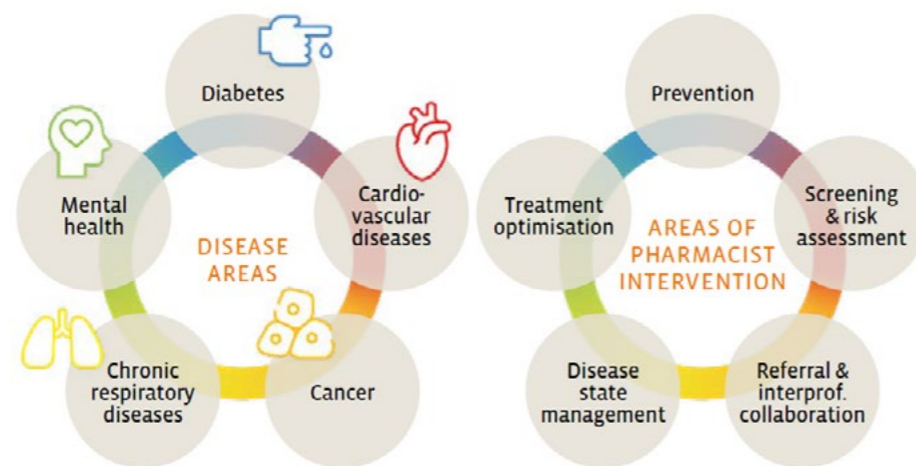 Diabetes
Cardio-
vascular
diseases
Cancer
Chronic
respiratory
diseases
Mental
health
DISEASE
AREAS
Prevention
Screening
& risk
assessment
Referral &
interprof.
collaboration
Disease
state
management
Treatment
optimisation
AREAS OF
PHARMACIST
INTERVENTION